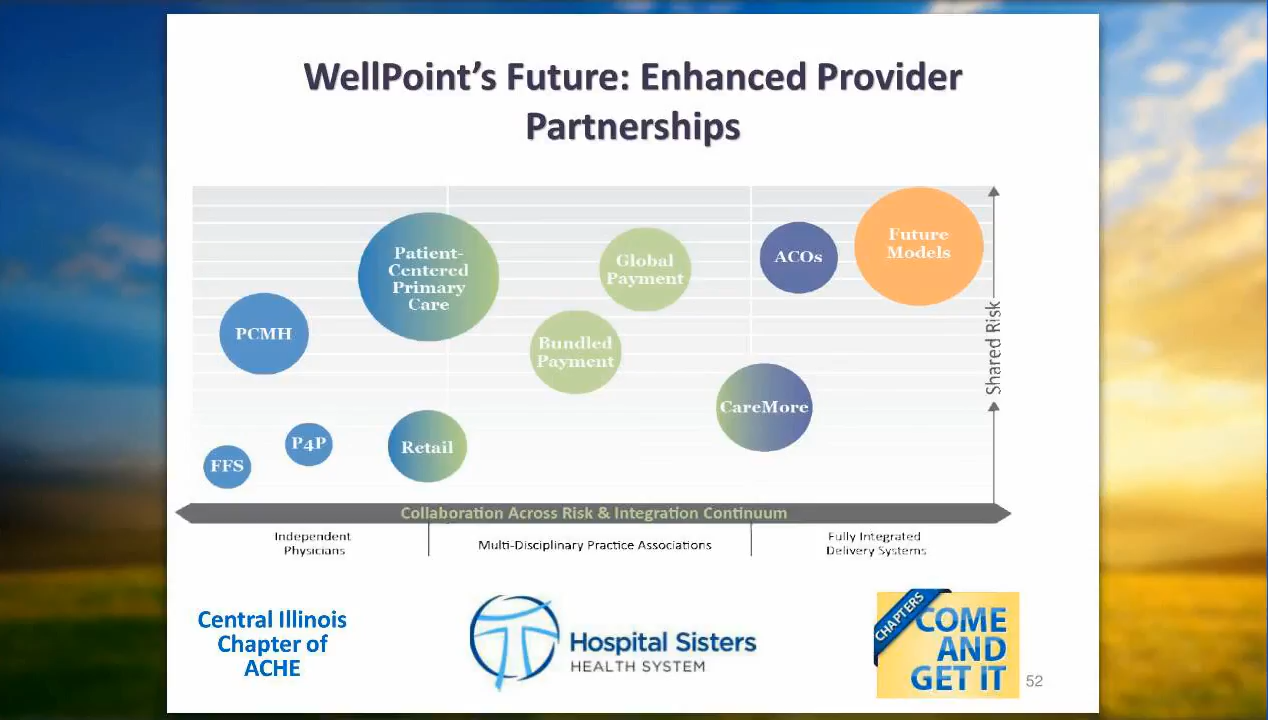 WellPoint's Future: Enhanced Provider
Partnerships
Patient-
Centered
Primary
Care
Global
Payment
ACOs
Future
Models
PCMH
Bundled
Payment
CareMore
P4P
Retail
FFS
Shared Risk
Collaboration Across Risk & Integration Continuum
Independent
Physicians
Multi-Disciplinary Practice Associations
Fully Integrated
Delivery Systems
Central Illinois
Chapter of
ACHE
Hospital Sisters
HEALTH SYSTEM
CHAPTERS
COME
AND
GET IT
52